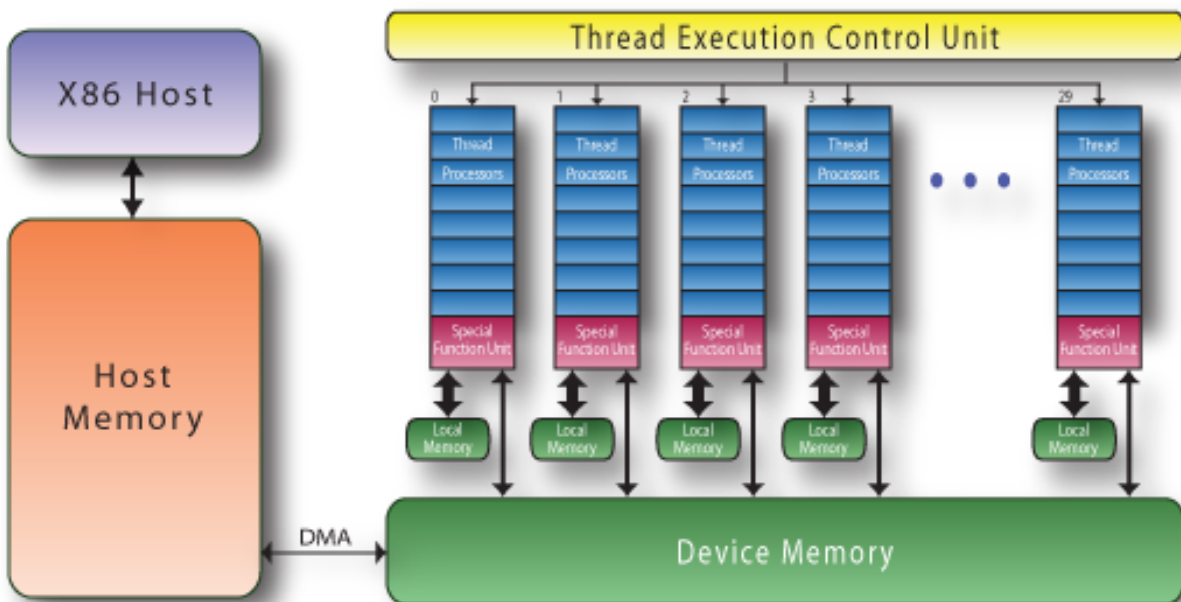 Thread Execution Control Unit
X86 Host
0
1
2
3
29
Thread
Processors
Thread
Processors
Thread
Processors
Thread
Processors
Thread
Processors
Special
Function Unit
Special
Function Unit
Special
Function Unit
Special
Function Unit
Special
Function Unit
Host
Memory
Local
Memory
Local
Memory
Local
Memory
Local
Memory
Local
Memory
DMA
Device Memory